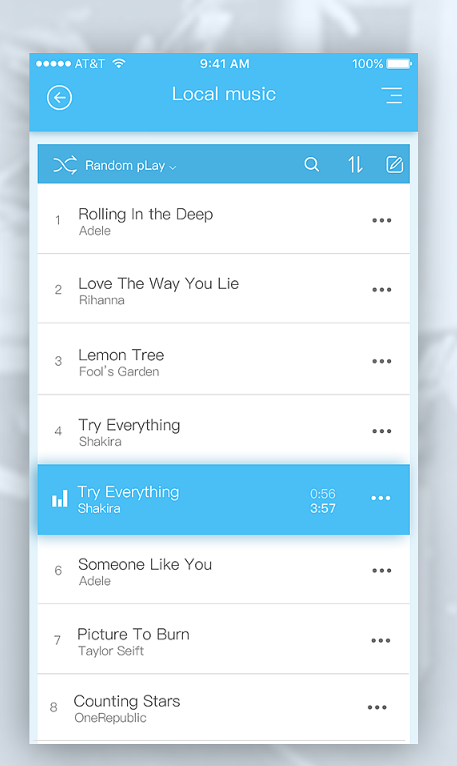 AT&T 9:41 AM 100%
Local music
Random pLay
1 Rolling In the Deep
Adele
2 Love The Way You Lie
Rihanna
3 Lemon Tree
Fool's Garden
4 Try Everything
Shakira
Try Everything 0:56
Shakira 3:57
6 Someone Like You
Adele
7 Picture To Burn
Taylor Seift
8 Counting Stars
OneRepublic